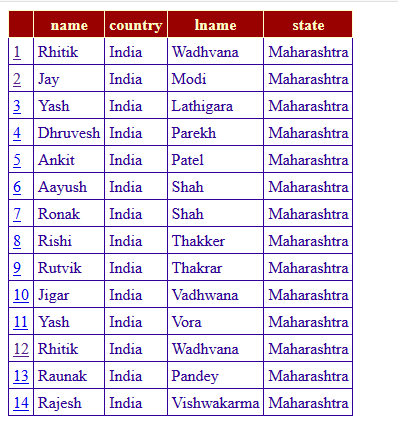 name country lname state
1 Rhitik India Wadhvana Maharashtra
2 Jay India Modi Maharashtra
3 Yash India Lathigara Maharashtra
4 Dhruvesh India Parekh Maharashtra
5 Ankit India Patel Maharashtra
6 Aayush India Shah Maharashtra
7 Ronak India Shah Maharashtra
8 Rishi India Thakker Maharashtra
9 Rutvik India Thakrar Maharashtra
10 Jigar India Vadhwana Maharashtra
11 Yash India Vora Maharashtra
12 Rhitik India Wadhvana Maharashtra
13 Raunak India Pandey Maharashtra
14 Rajesh India Vishwakarma Maharashtra